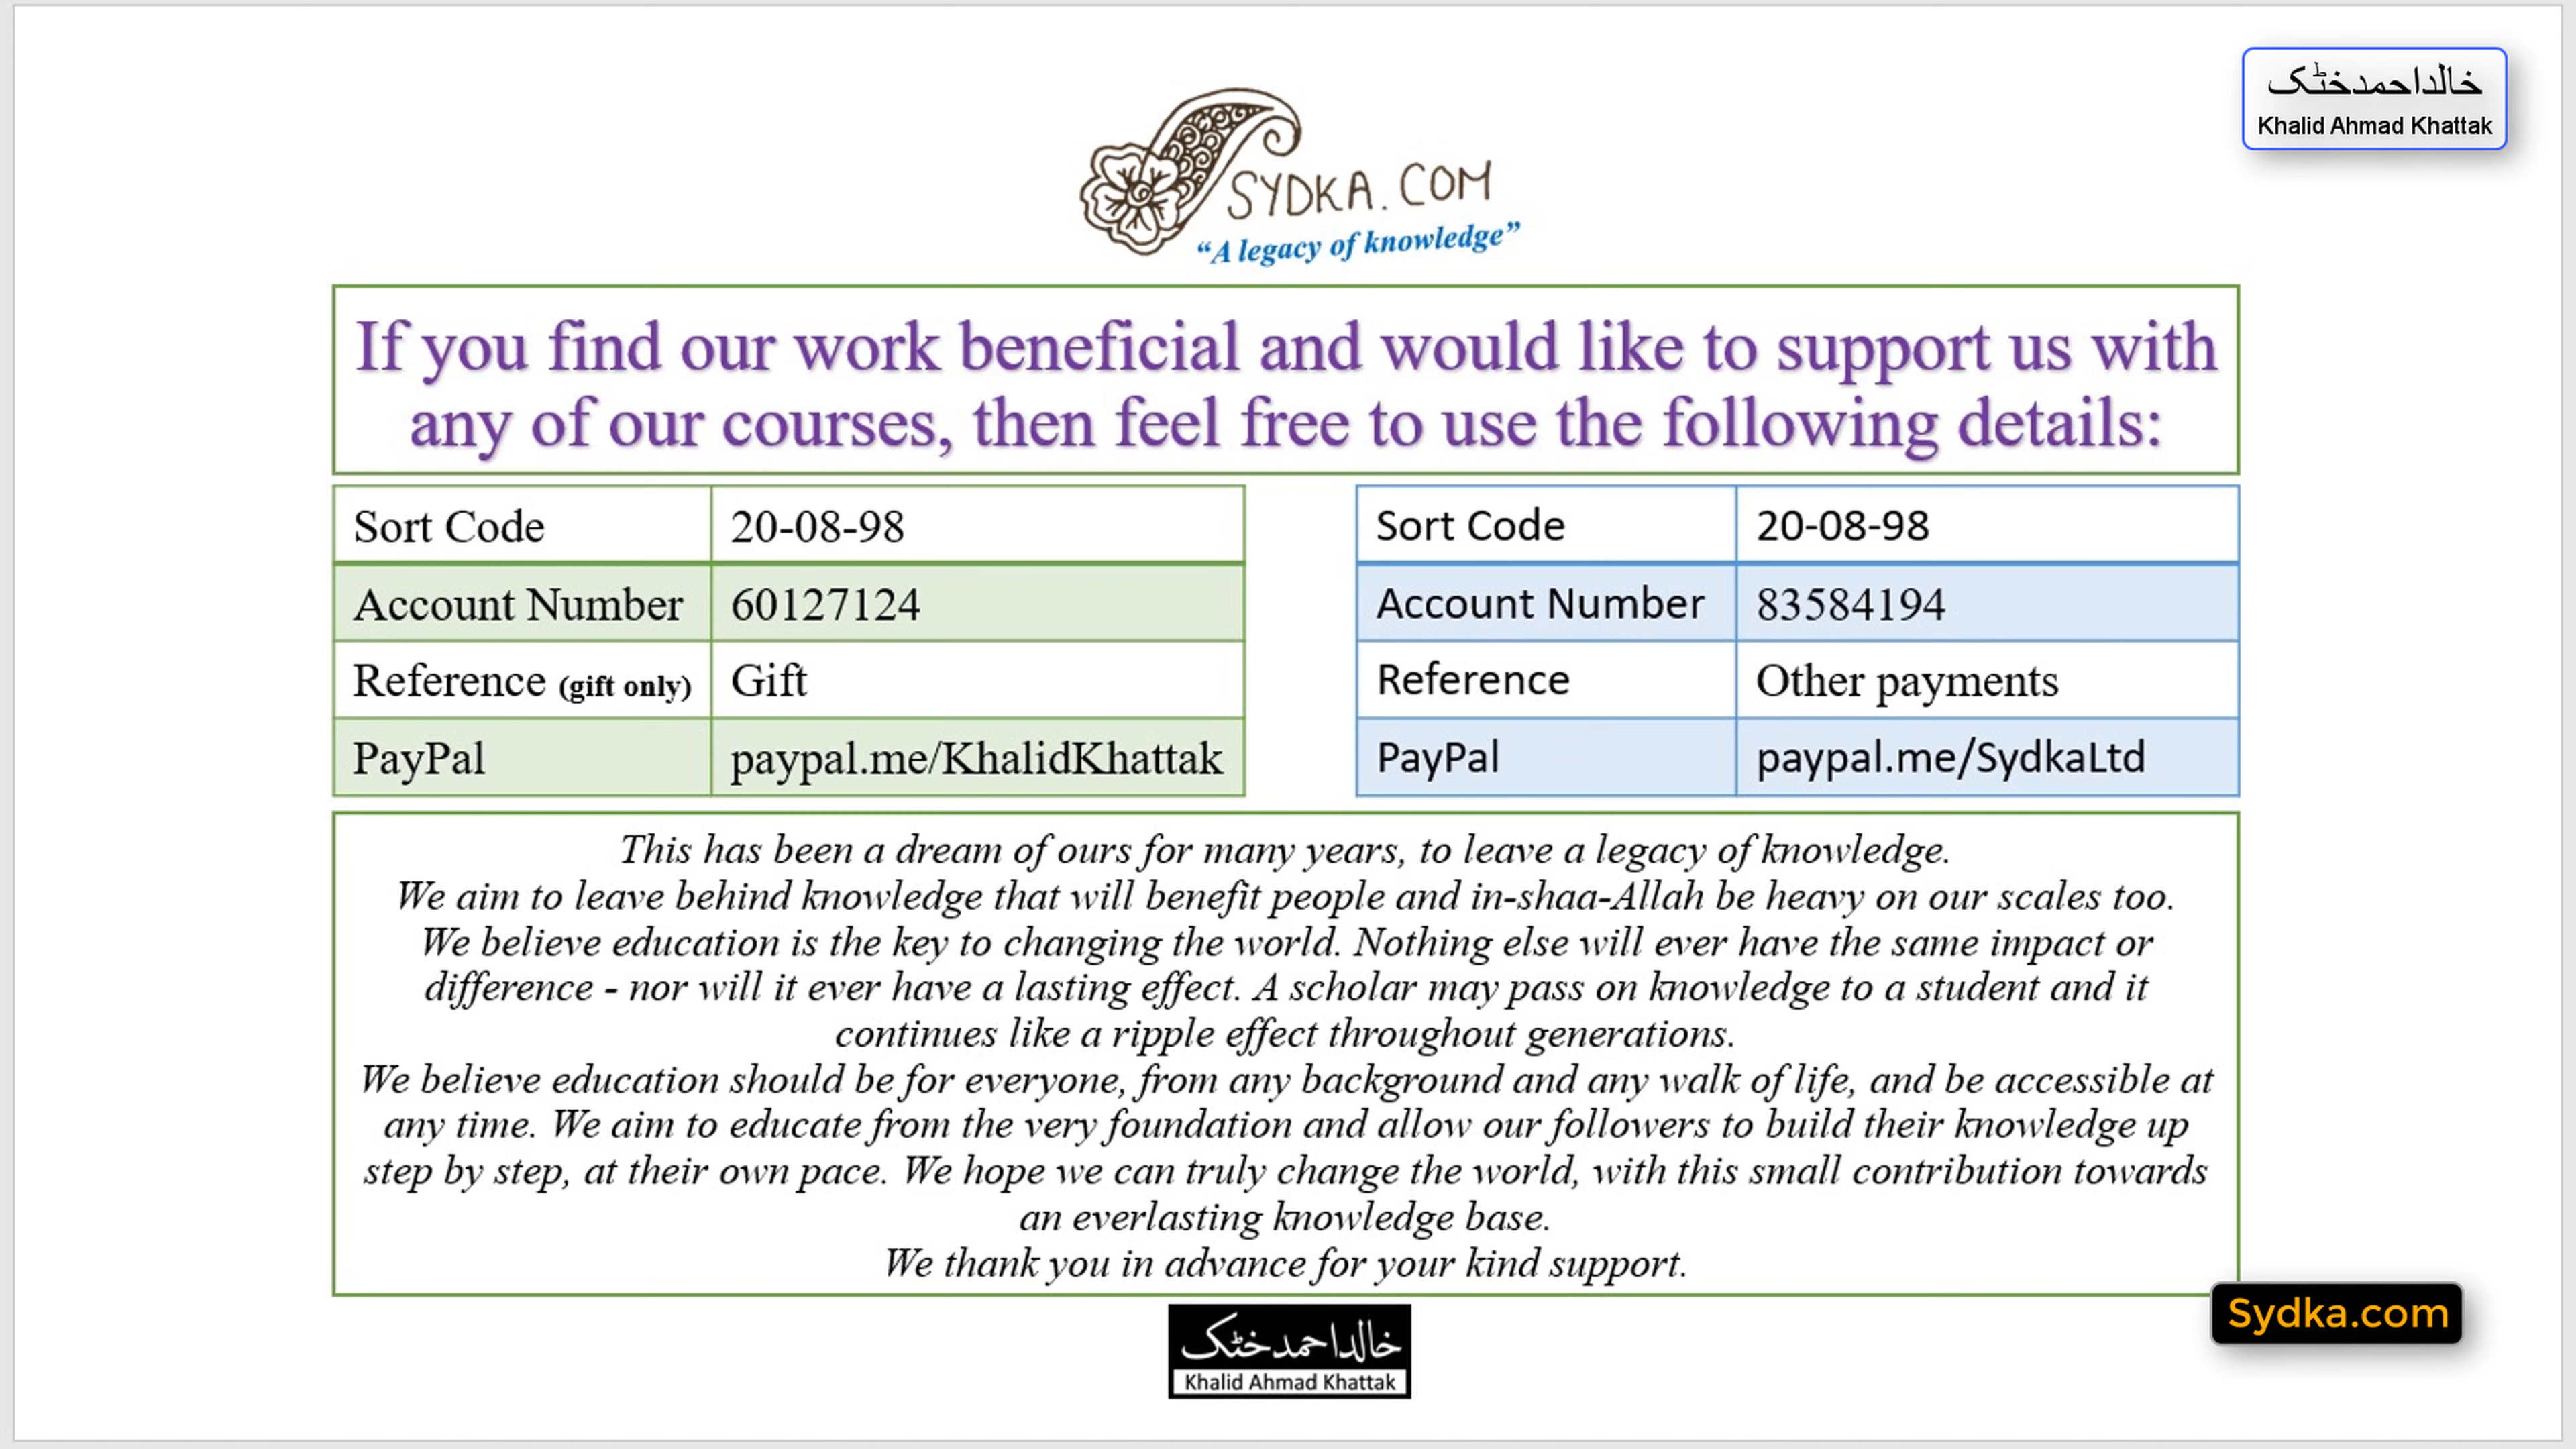 خالداحمدخٹک
Khalid Ahmad Khattak
SYDKA.COM
“A legacy of knowledge”
If you find our work beneficial and would like to support us with
any of our courses, then feel free to use the following details:
Sort Code 20-08-98
Account Number 60127124
Reference (gift only) Gift
PayPal paypal.me/KhalidKhattak
Sort Code 20-08-98
Account Number 83584194
Reference Other payments
PayPal paypal.me/SydkaLtd
This has been a dream of ours for many years, to leave a legacy of knowledge.
We aim to leave behind knowledge that will benefit people and in-shaa-Allah be heavy on our scales too.
We believe education is the key to changing the world. Nothing else will ever have the same impact or
difference - nor will it ever have a lasting effect. A scholar may pass on knowledge to a student and it
continues like a ripple effect throughout generations.
We believe education should be for everyone, from any background and any walk of life, and be accessible at
any time. We aim to educate from the very foundation and allow our followers to build their knowledge up
step by step, at their own pace. We hope we can truly change the world, with this small contribution towards
an everlasting knowledge base.
We thank you in advance for your kind support.
Sydka.com
خالداحمدخٹک
Khalid Ahmad Khattak